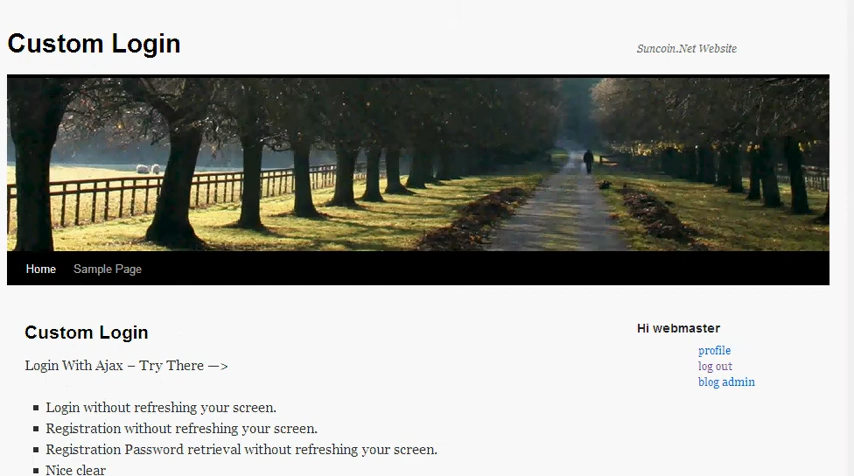 Custom Login
Suncoin.Net Website
Home Sample Page
Custom Login
Login With Ajax – Try There —>
Login without refreshing your screen.
Registration without refreshing your screen.
Registration Password retrieval without refreshing your screen.
Nice clear
Hi webmaster
profile
log out
blog admin